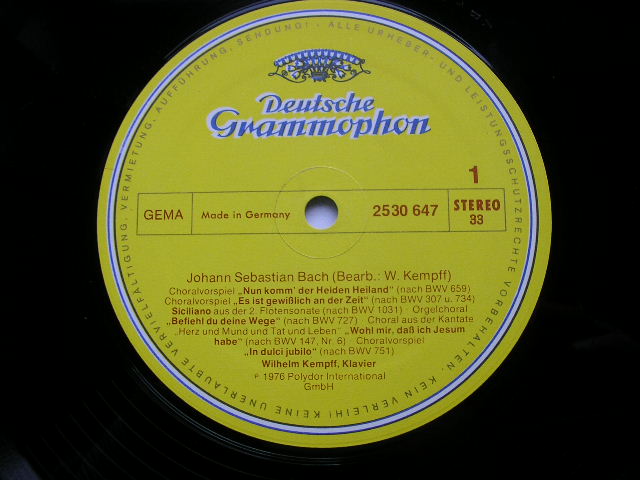 Deutsche
Grammophon
1
GEMA
Made in Germany
2530 647
STEREO
33
Johann Sebastian Bach (Bearb.: W. Kempff)
Choralvorspiel „Nun komm' der Heiden Heiland“ (nach BWV 659)
Choralvorspiel „Es ist gewißlich an der Zeit“ (nach BWV 307 u. 734)
Siciliano aus der 2. Flötensonate (nach BWV 1031) · Orgelchoral
„Befiehl du deine Wege“ (nach BWV 727) · Choral aus der Kantate
„Herz und Mund und Tat und Leben“ „Wohl mir, daß ich Jesum
habe“ (nach BWV 147, Nr. 6) · Choralvorspiel
„In dulci jubilo“ (nach BWV 751)
Wilhelm Kempff, Klavier
℗ 1976 Polydor International
GmbH
ALLE URHEBER- UND LEISTUNGSSCHUTZRECHTE VORBEHALTEN. KEIN VERLEIH! KEINE UNERLAUBTE VERVIELFÄLTIGUNG, VERMIETUNG, AUFFÜHRUNG, SENDUNG! -